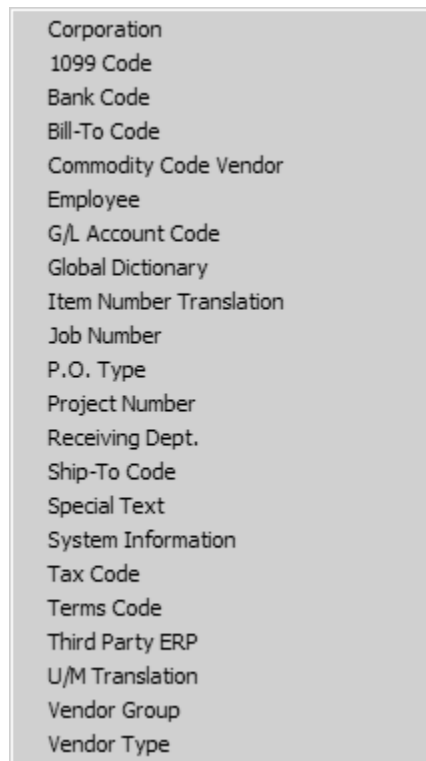 Corporation
1099 Code
Bank Code
Bill-To Code
Commodity Code Vendor
Employee
G/L Account Code
Global Dictionary
Item Number Translation
Job Number
P.O. Type
Project Number
Receiving Dept.
Ship-To Code
Special Text
System Information
Tax Code
Terms Code
Third Party ERP
U/M Translation
Vendor Group
Vendor Type